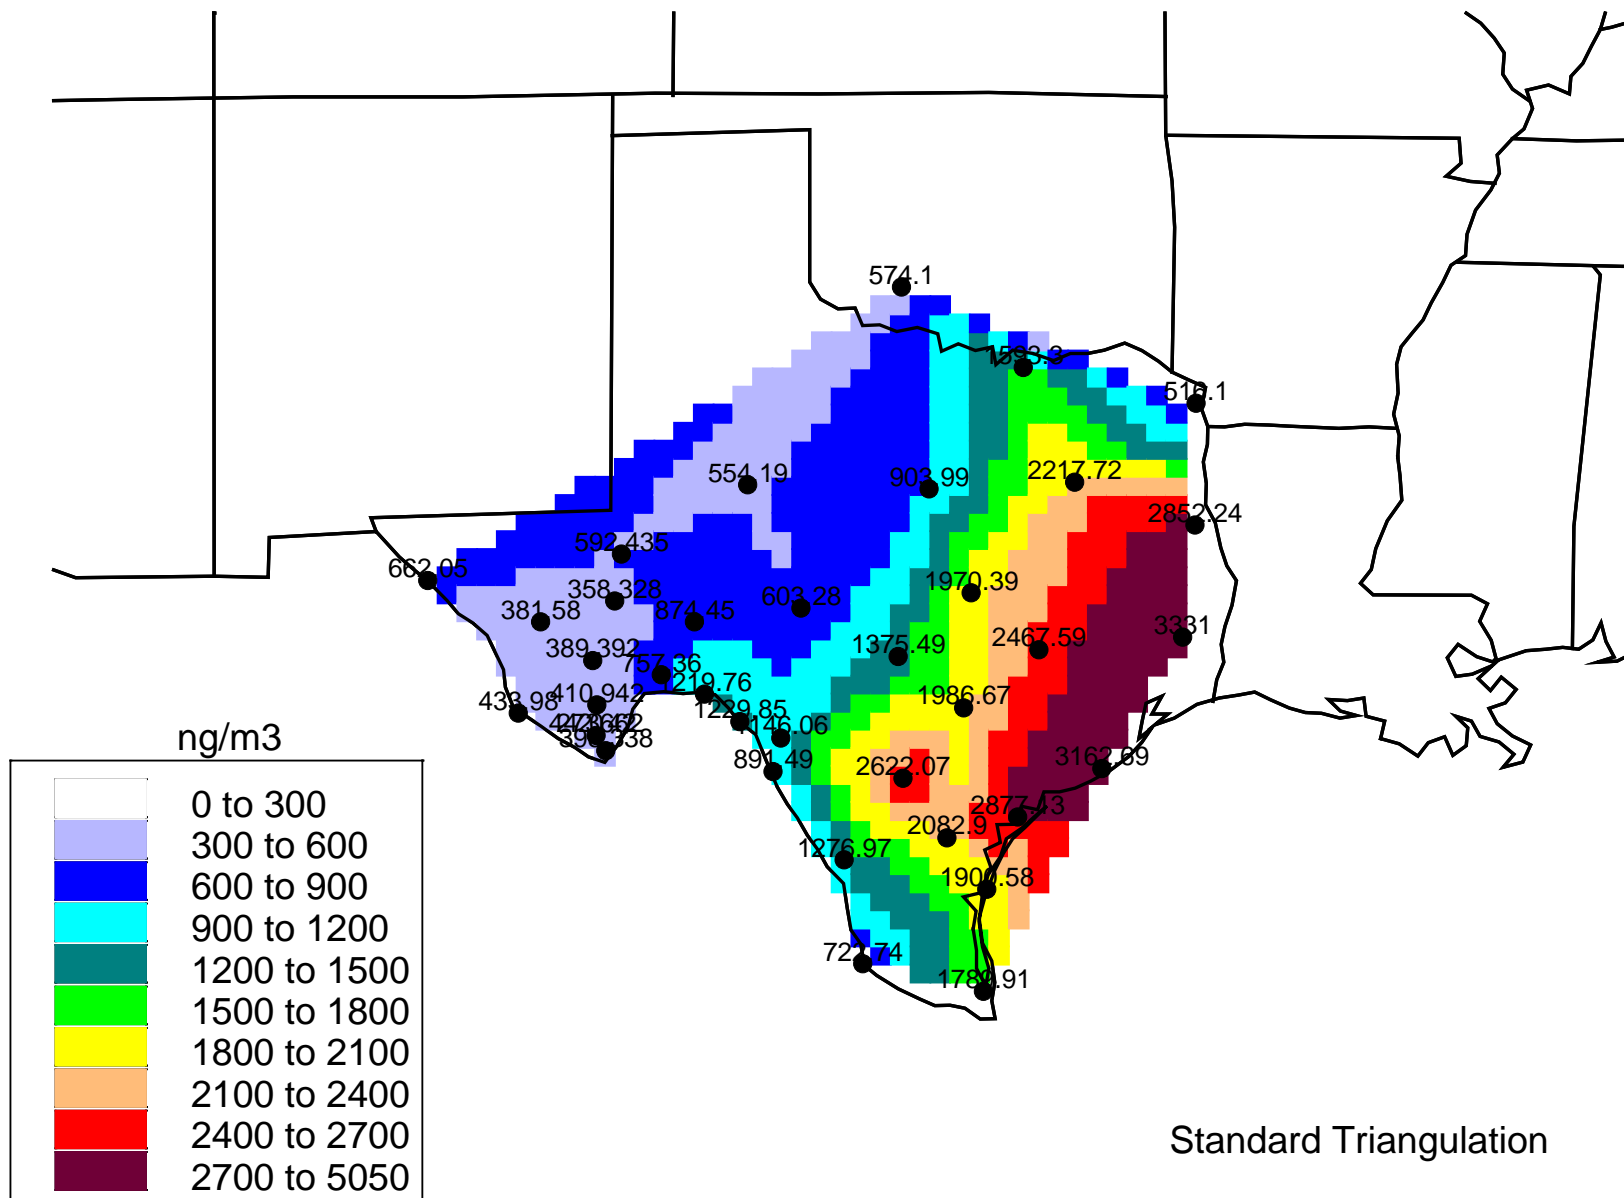 574.1
1593.3
516.1
554.19
903.99
2217.72
2852.24
592.435
662.05
358.328
381.58
874.45
603.28
1970.39
3331
1375.49
2467.59
389.392
757.36
1219.76
410.942
433.98
1229.85
1146.06
1986.67
891.49
2622.07
3162.69
2877.43
2082.9
1276.97
1900.58
722.74
1789.91
ng/m3
0 to 300
300 to 600
600 to 900
900 to 1200
1200 to 1500
1500 to 1800
1800 to 2100
2100 to 2400
2400 to 2700
2700 to 5050
Standard Triangulation